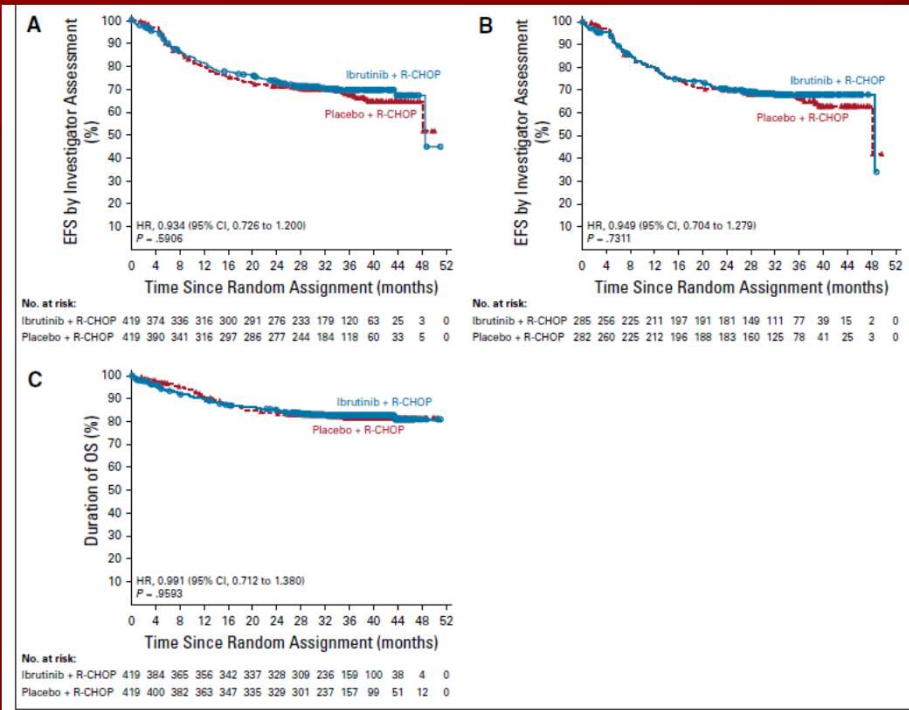 A
EFS by Investigator Assessment
(%)
100
90
80
70
60
50
40
30
20
10
Ibrutinib + R-CHOP
Placebo + R-CHOP
HR, 0.934 (95% CI, 0.726 to 1.200)
P = .5906
0 4 8 12 16 20 24 28 32 36 40 44 48 52
Time Since Random Assignment (months)
No. at risk:
Ibrutinib + R-CHOP 419 374 336 316 300 291 276 233 179 120 63 25 3 0
Placebo + R-CHOP 419 390 341 316 297 286 277 244 184 118 60 33 5 0
B
EFS by Investigator Assessment
(%)
100
90
80
70
60
50
40
30
20
10
Ibrutinib + R-CHOP
Placebo + R-CHOP
HR, 0.949 (95% CI, 0.704 to 1.279)
P = .7311
0 4 8 12 16 20 24 28 32 36 40 44 48 52
Time Since Random Assignment (months)
No. at risk:
Ibrutinib + R-CHOP 285 256 225 211 197 191 181 149 111 77 39 15 2 0
Placebo + R-CHOP 282 260 225 212 196 188 183 160 125 78 41 25 3 0
C
Duration of OS (%)
100
90
80
70
60
50
40
30
20
10
Ibrutinib + R-CHOP
Placebo + R-CHOP
HR, 0.991 (95% CI, 0.712 to 1.380)
P = .9593
0 4 8 12 16 20 24 28 32 36 40 44 48 52
Time Since Random Assignment (months)
No. at risk:
Ibrutinib + R-CHOP 419 384 365 356 342 337 328 309 236 159 100 38 4 0
Placebo + R-CHOP 419 400 382 363 347 335 329 301 237 157 99 51 12 0